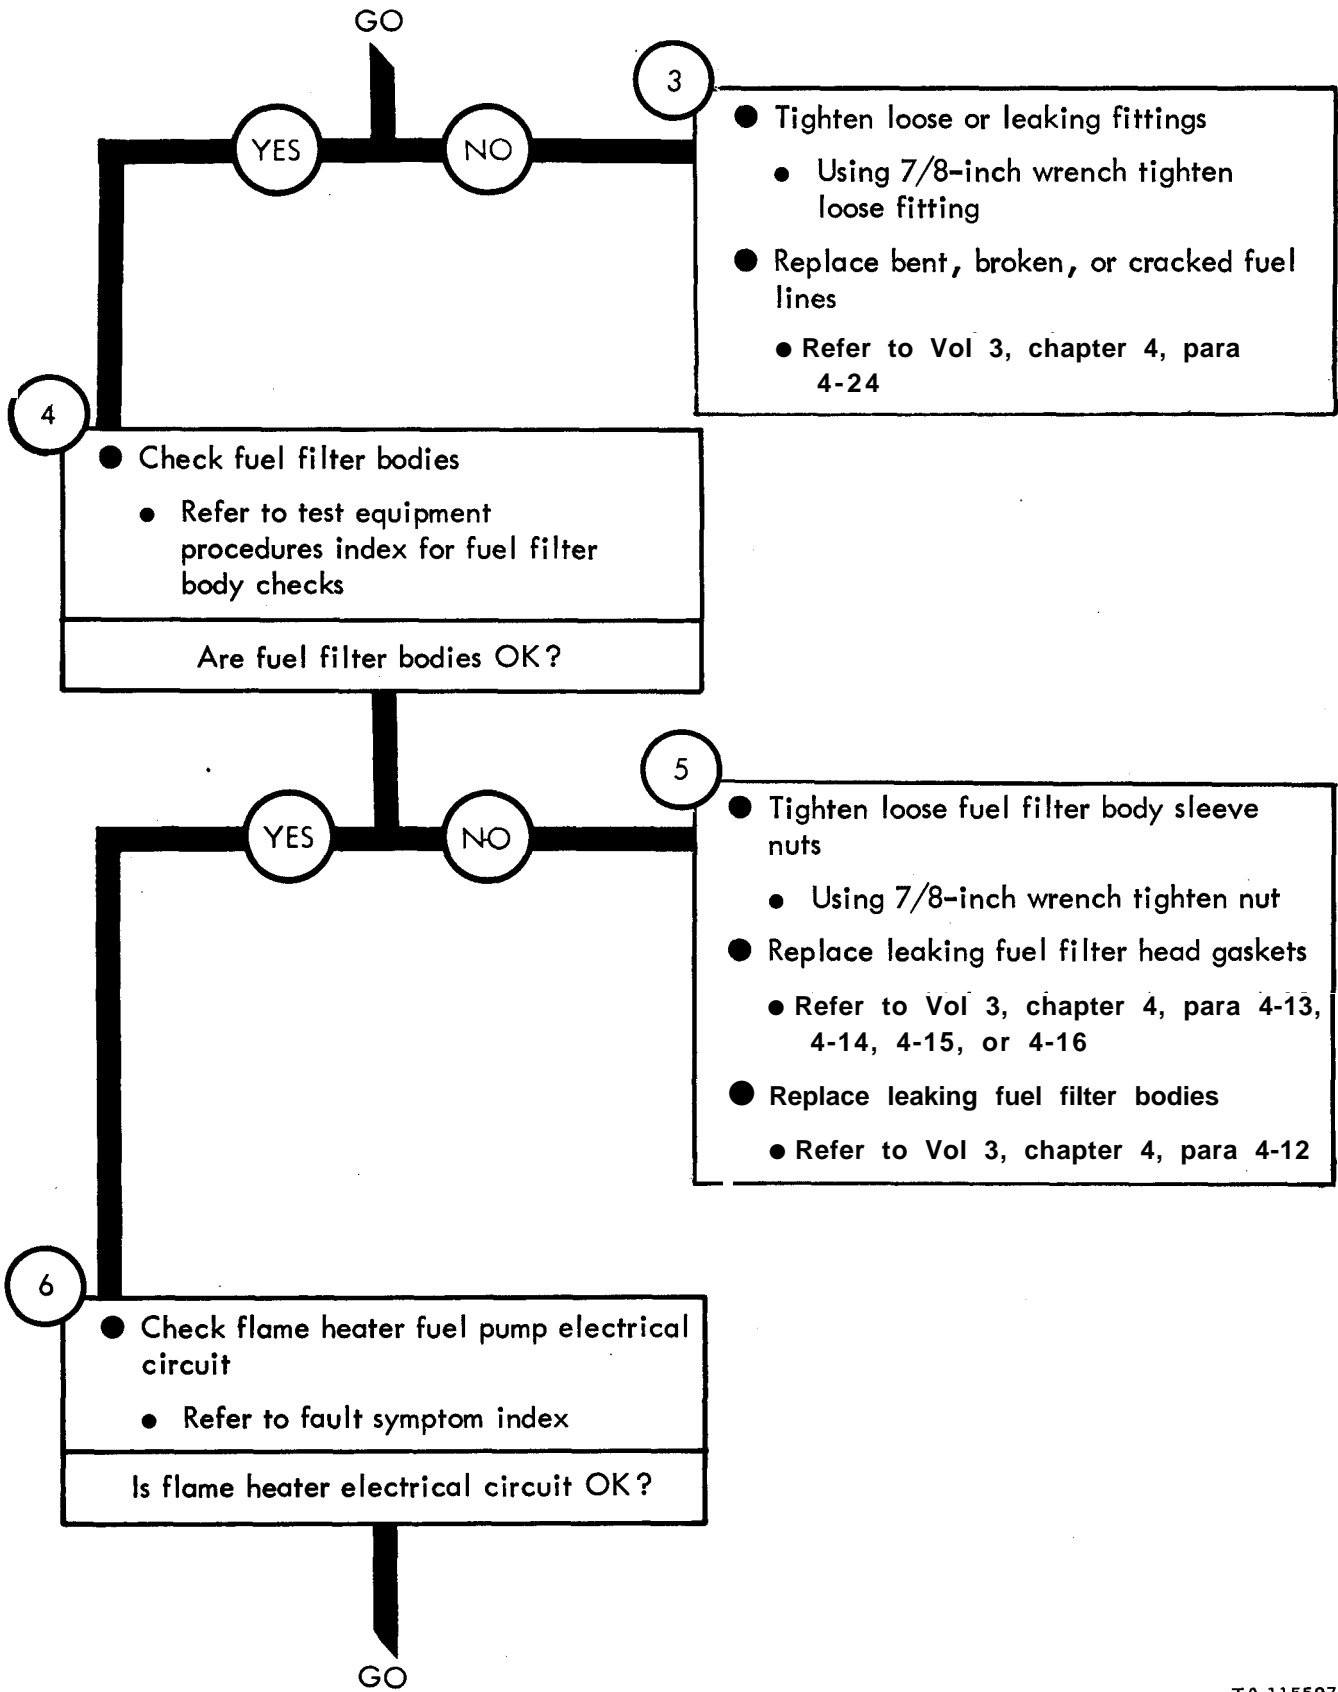 GO
YES
NO
3
● Tighten loose or leaking fittings
● Using 7/8-inch wrench tighten
loose fitting
● Replace bent, broken, or cracked fuel
lines
● Refer to Vol 3, chapter 4, para
4-24
4
● Check fuel filter bodies
● Refer to test equipment
procedures index for fuel filter
body checks
Are fuel filter bodies OK?
YES
NO
5
● Tighten loose fuel filter body sleeve
nuts
● Using 7/8-inch wrench tighten nut
● Replace leaking fuel filter head gaskets
● Refer to Vol 3, chapter 4, para 4-13,
4-14, 4-15, or 4-16
● Replace leaking fuel filter bodies
● Refer to Vol 3, chapter 4, para 4-12
6
● Check flame heater fuel pump electrical
circuit
● Refer to fault symptom index
Is flame heater electrical circuit OK?
GO